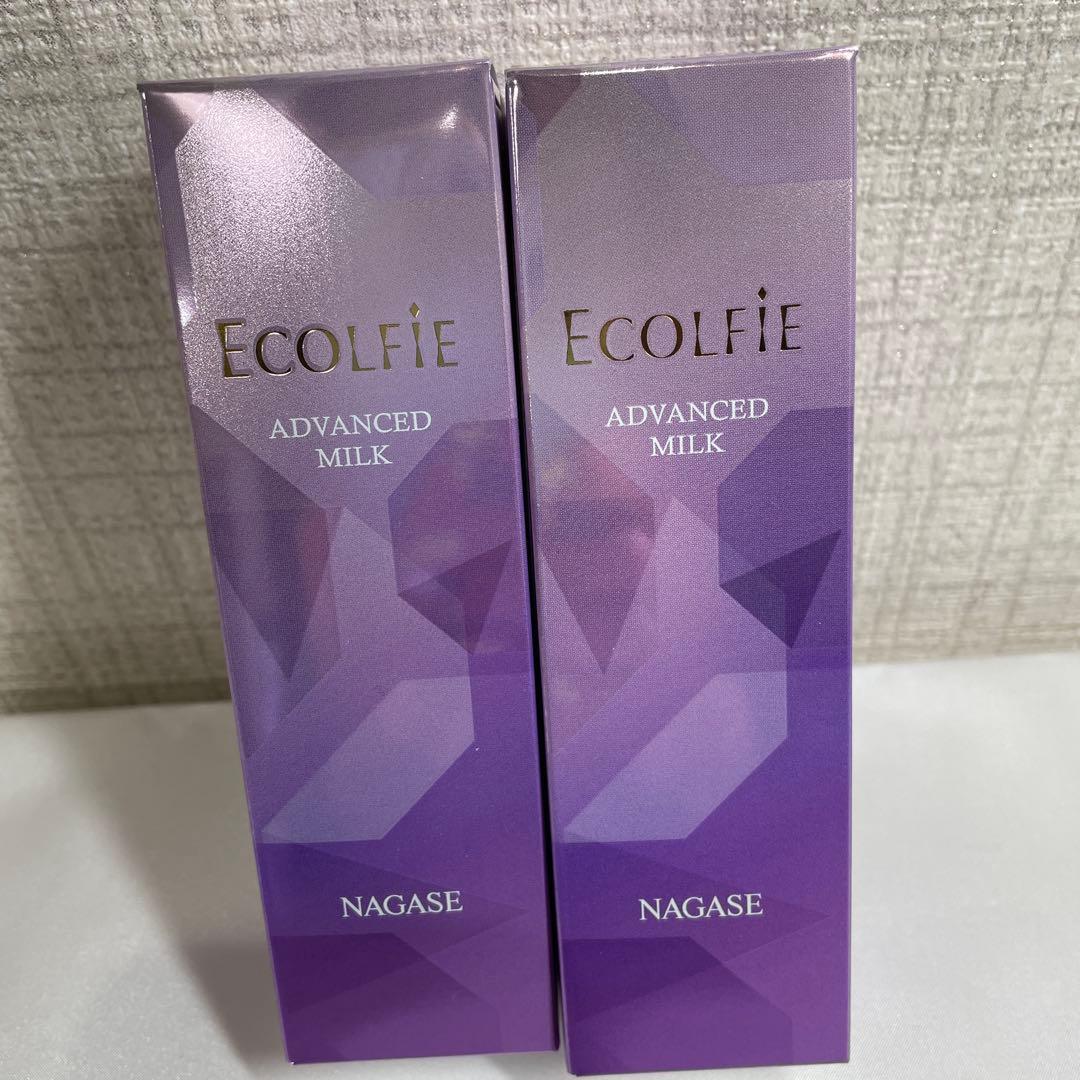 ECOLFiE
ADVANCED
MILK
NAGASE
ECOLFiE
ADVANCED
MILK
NAGASE